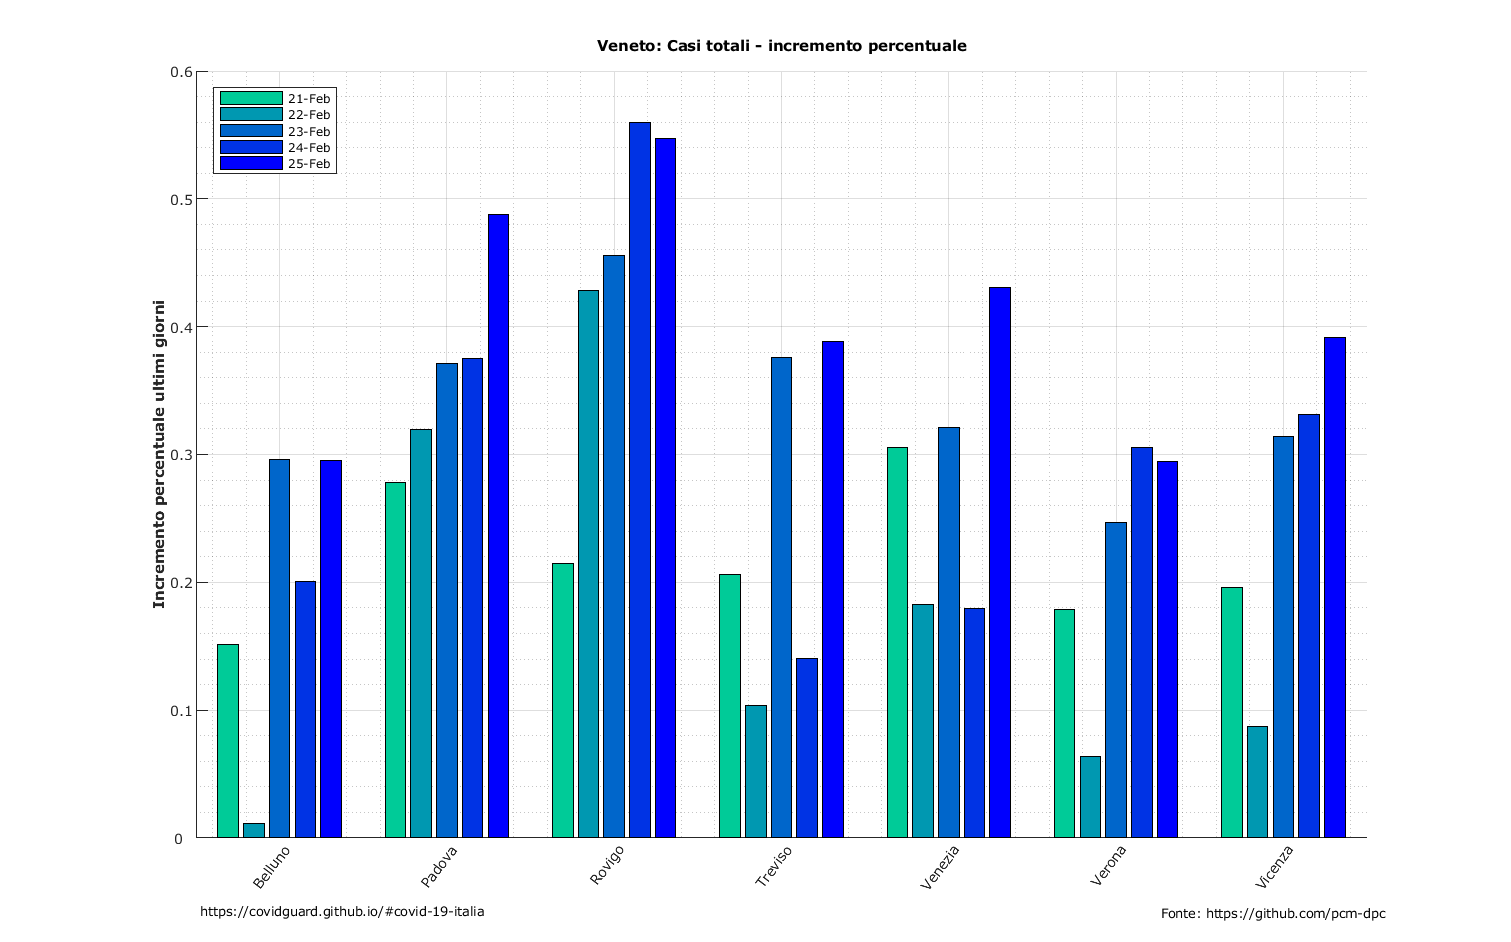 Veneto: Casi totali - incremento percentuale
0.6
0.5
0.4
0.3
0.2
0.1
0
Incremento percentuale ultimi giorni
21-Feb
22-Feb
23-Feb
24-Feb
25-Feb
Belluno
Padova
Rovigo
Treviso
Venezia
Verona
Vicenza
https://covidguard.github.io/#covid-19-italia
Fonte: https://github.com/pcm-dpc